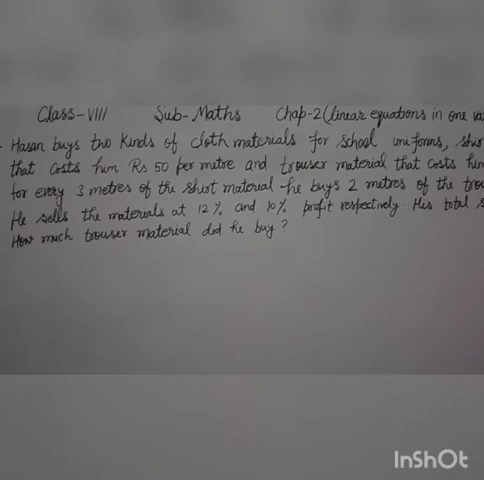 Class-VIII Sub-Maths Chap-2 (linear equations in one va
Hasan buys two kinds of cloth materials for school uniforms, shir
that costs him Rs 50 per metre and trouser material that costs him
for every 3 metres of the shirt material he buys 2 metres of the trou
He sells the materials at 12% and 10% profit respectively. His total s
How much trouser material did he buy?
InShOt